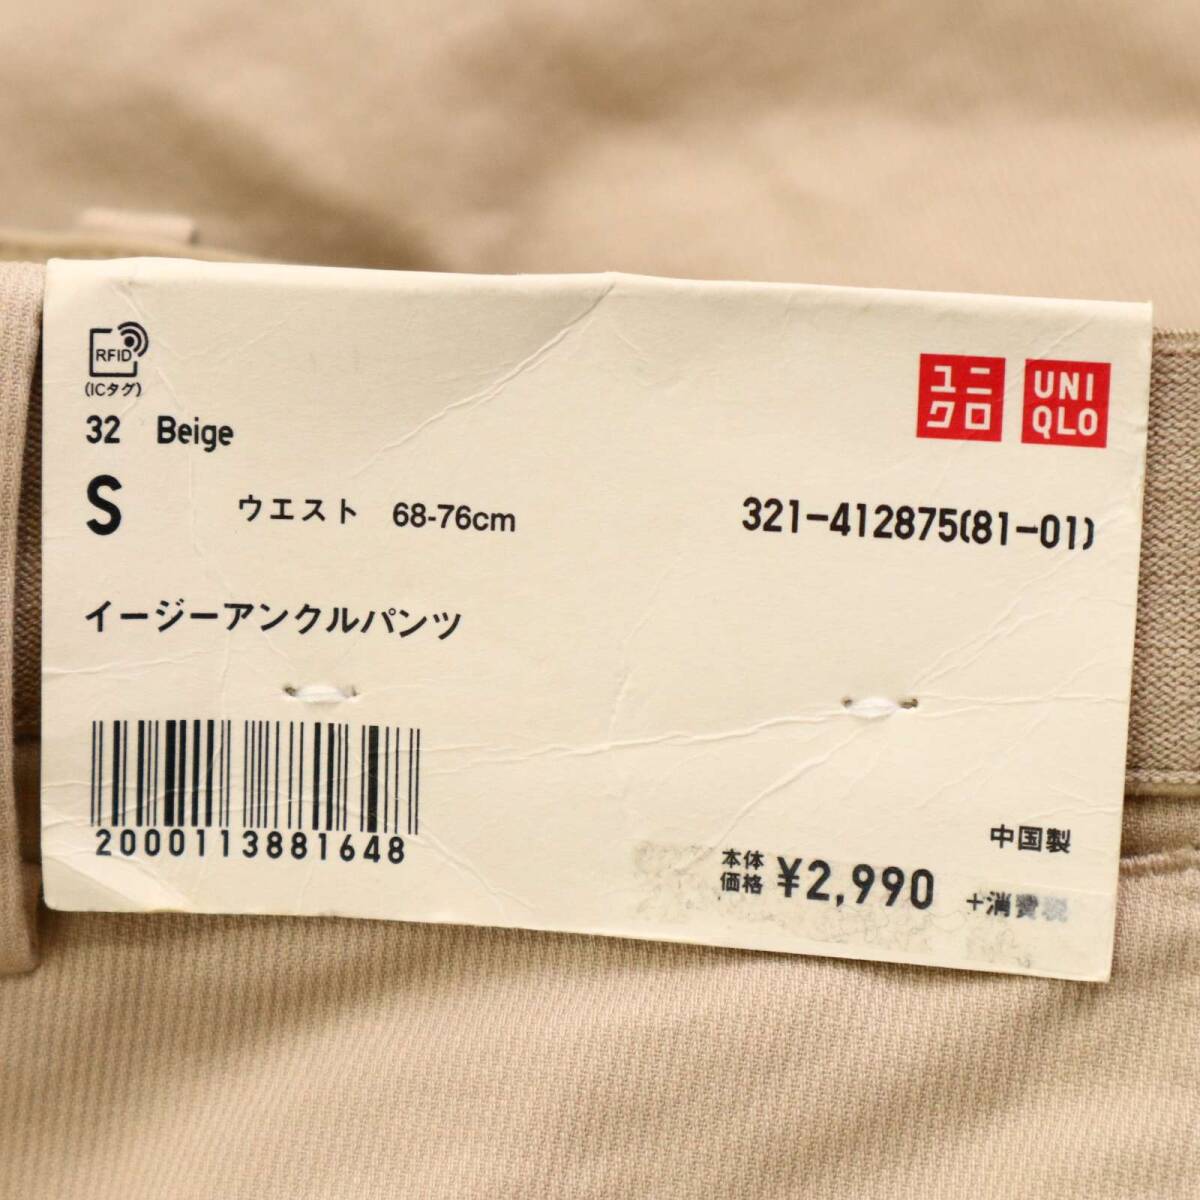 RFID
(ICタグ)
32 Beige
S
ウエスト 68-76cm
ユニ
クロ
UNI
QLO
321-412875(81-01)
イージーアンクルパンツ
2000113881648
中国製
本体
価格 ¥2,990 +消費税